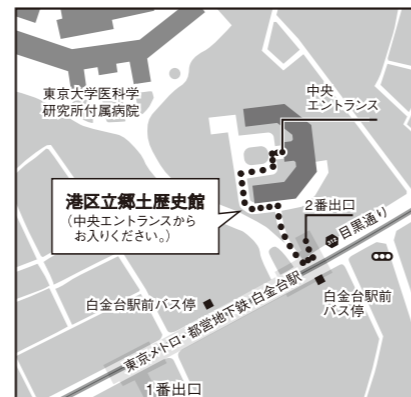 東京大学医科学
研究所付属病院
中央
エントランス
港区立郷土歴史館
(中央エントランスから
お入りください。)
2番出口
目黒通り
白金台駅前バス停
白金台駅前
バス停
東京メトロ・都営地下鉄 白金台駅
1番出口